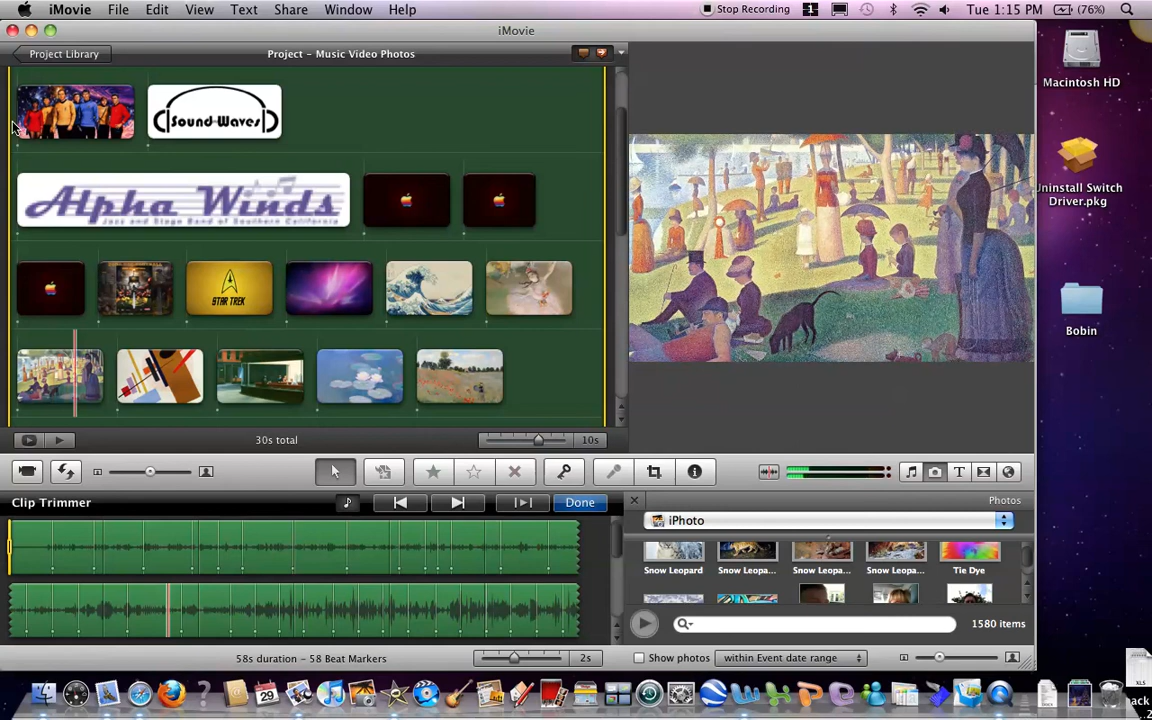 iMovie File Edit View Text Share Window Help Stop Recording 1 (76%) Tue 1:15 PM
iMovie
Project Library Project – Music Video Photos
Macintosh HD
Sound Waves
Uninstall Switch
Driver.pkg
Alpha Winds
Jazz and Stage Band of Southern California
STAR TREK
Bobin
30s total 10s
Clip Trimmer Done Photos
iPhoto
Snow Leopard Snow Leopa... Snow Leopa... Snow Leopa... Tie Dye
1580 items
58s duration – 58 Beat Markers 2s Show photos within Event date range
XLS